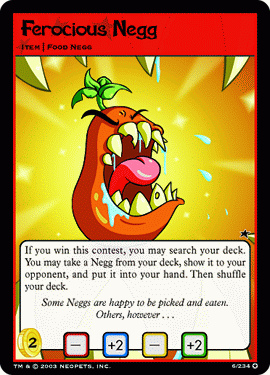 Ferocious Negg
Item | Food Negg
If you win this contest, you may search your deck.
You may take a Negg from your deck, show it to your
opponent, and put it into your hand. Then shuffle
your deck.
Some Neggs are happy to be picked and eaten.
Others, however . . .
2 — +2 — +2
TM & © 2003 NEOPETS, INC. 6/234